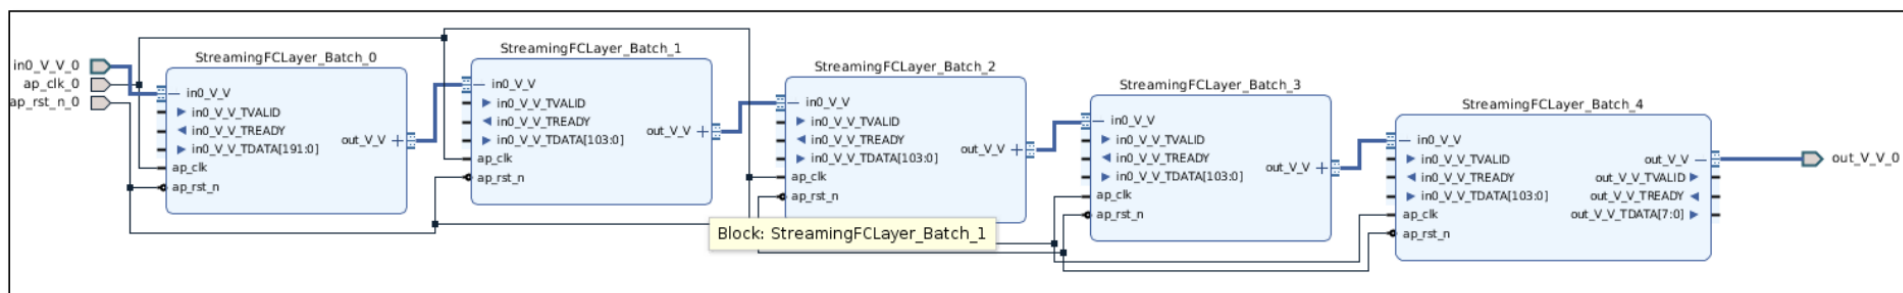 in0_V_V_0
ap_clk_0
ap_rst_n_0
StreamingFCLayer_Batch_0
in0_V_V
in0_V_V_TVALID
in0_V_V_TREADY
in0_V_V_TDATA[191:0]
ap_clk
ap_rst_n
out_V_V
StreamingFCLayer_Batch_1
in0_V_V
in0_V_V_TVALID
in0_V_V_TREADY
in0_V_V_TDATA[103:0]
ap_clk
ap_rst_n
out_V_V
StreamingFCLayer_Batch_2
in0_V_V
in0_V_V_TVALID
in0_V_V_TREADY
in0_V_V_TDATA[103:0]
ap_clk
ap_rst_n
out_V_V
Block: StreamingFCLayer_Batch_1
StreamingFCLayer_Batch_3
in0_V_V
in0_V_V_TVALID
in0_V_V_TREADY
in0_V_V_TDATA[103:0]
ap_clk
ap_rst_n
out_V_V
StreamingFCLayer_Batch_4
in0_V_V
in0_V_V_TVALID
in0_V_V_TREADY
in0_V_V_TDATA[103:0]
ap_clk
ap_rst_n
out_V_V
out_V_V_TVALID
out_V_V_TREADY
out_V_V_TDATA[7:0]
out_V_V_0